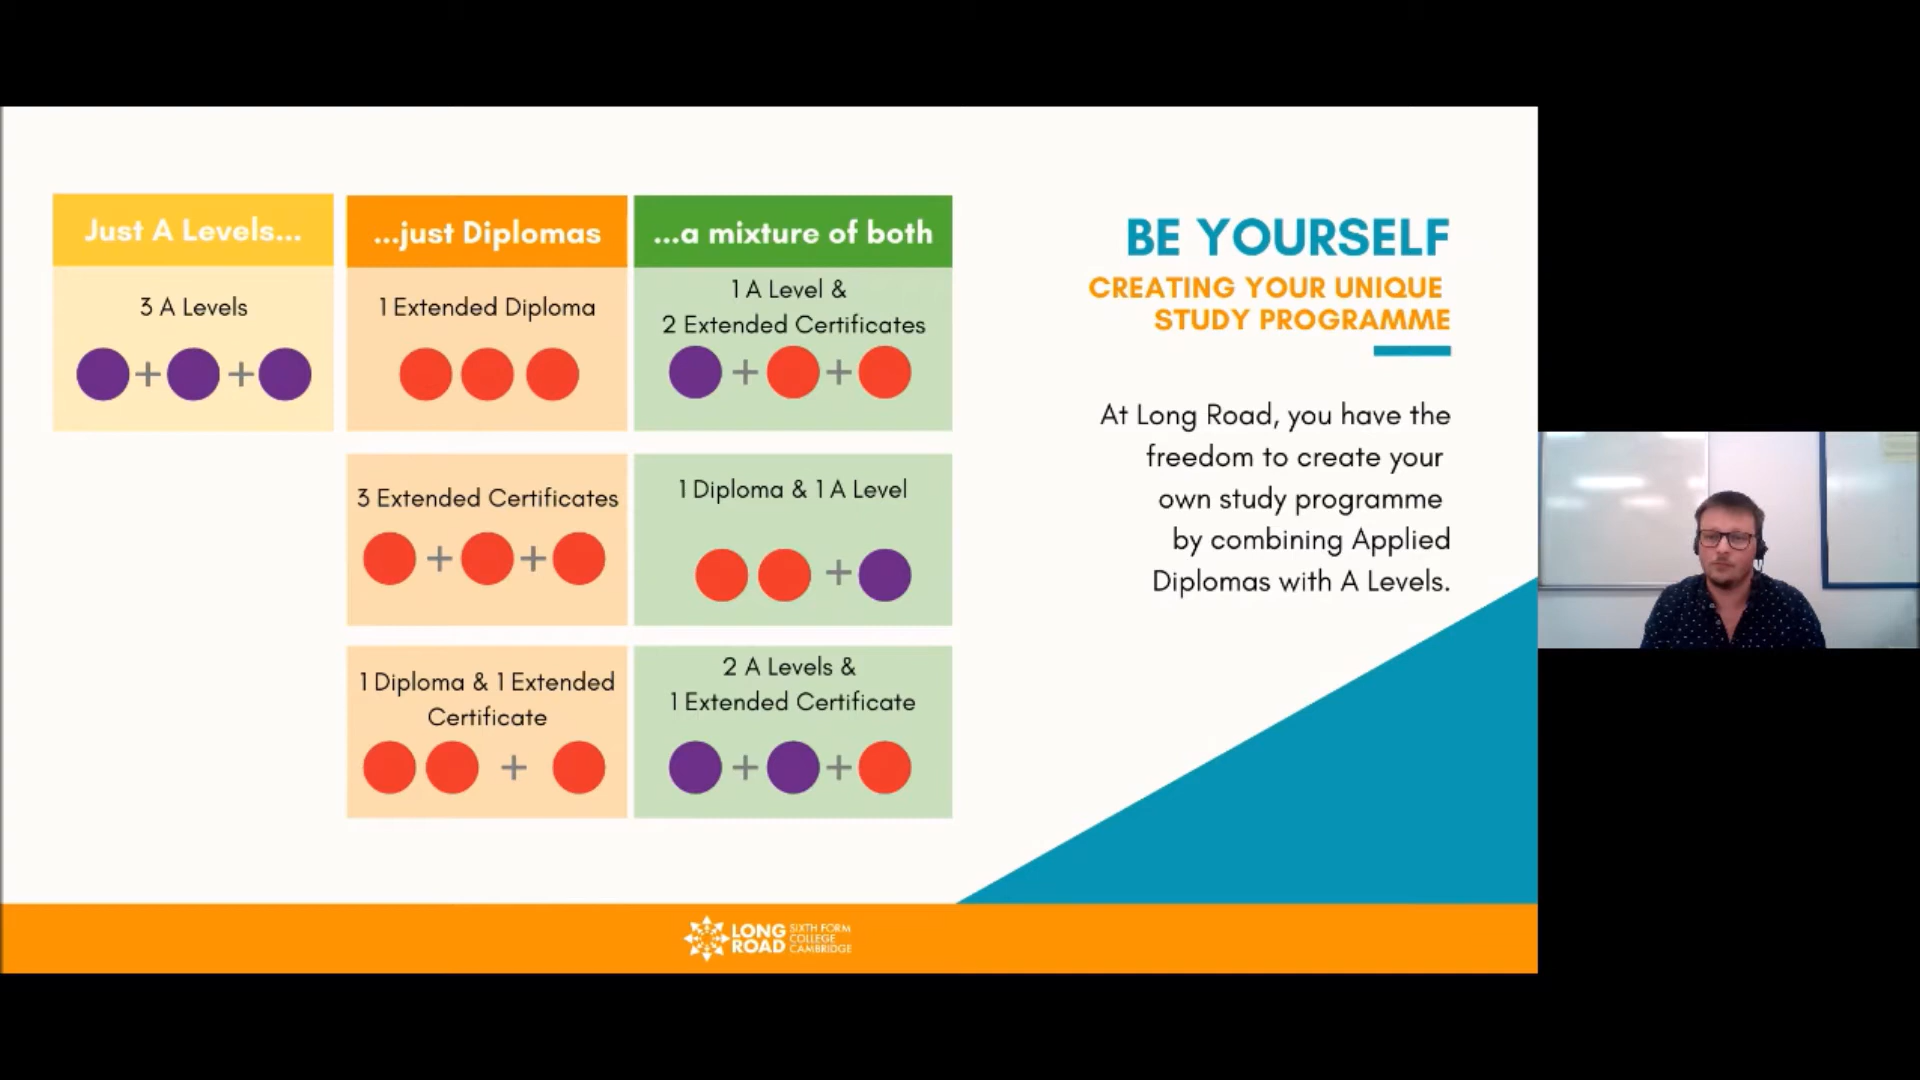 Just A Levels...
3 A Levels
+ +
...just Diplomas
1 Extended Diploma
3 Extended Certificates
+ +
1 Diploma & 1 Extended
Certificate
+
...a mixture of both
1 A Level &
2 Extended Certificates
+ +
1 Diploma & 1 A Level
+
2 A Levels &
1 Extended Certificate
+ +
BE YOURSELF
CREATING YOUR UNIQUE
STUDY PROGRAMME
At Long Road, you have the
freedom to create your
own study programme
by combining Applied
Diplomas with A Levels.
LONG ROAD
SIXTH FORM
COLLEGE
CAMBRIDGE